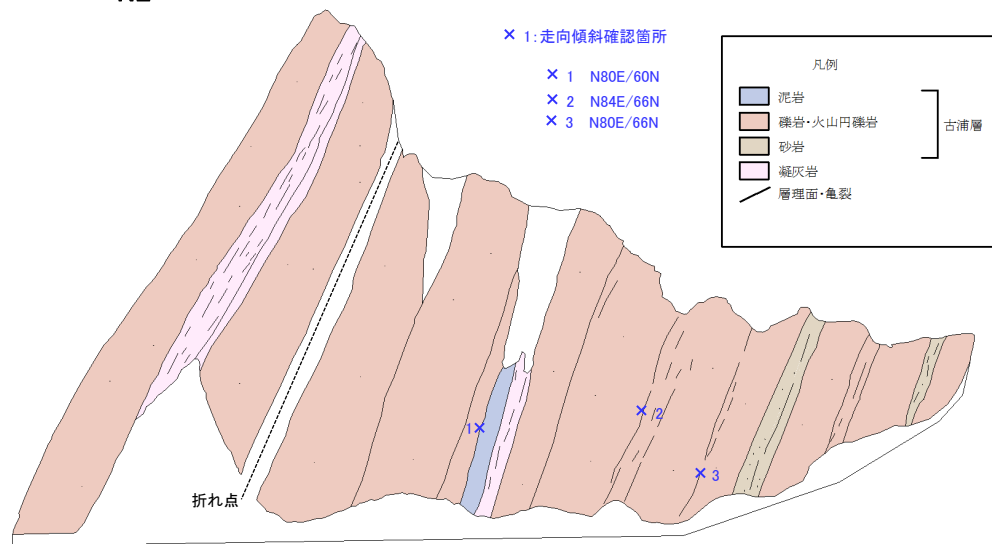 × 1:走向傾斜確認箇所
× 1 N80E/60N
× 2 N84E/66N
× 3 N80E/66N
凡例
泥岩
礫岩・火山円礫岩
砂岩
古浦層
凝灰岩
層理面・亀裂
1×
×2
×3
折れ点